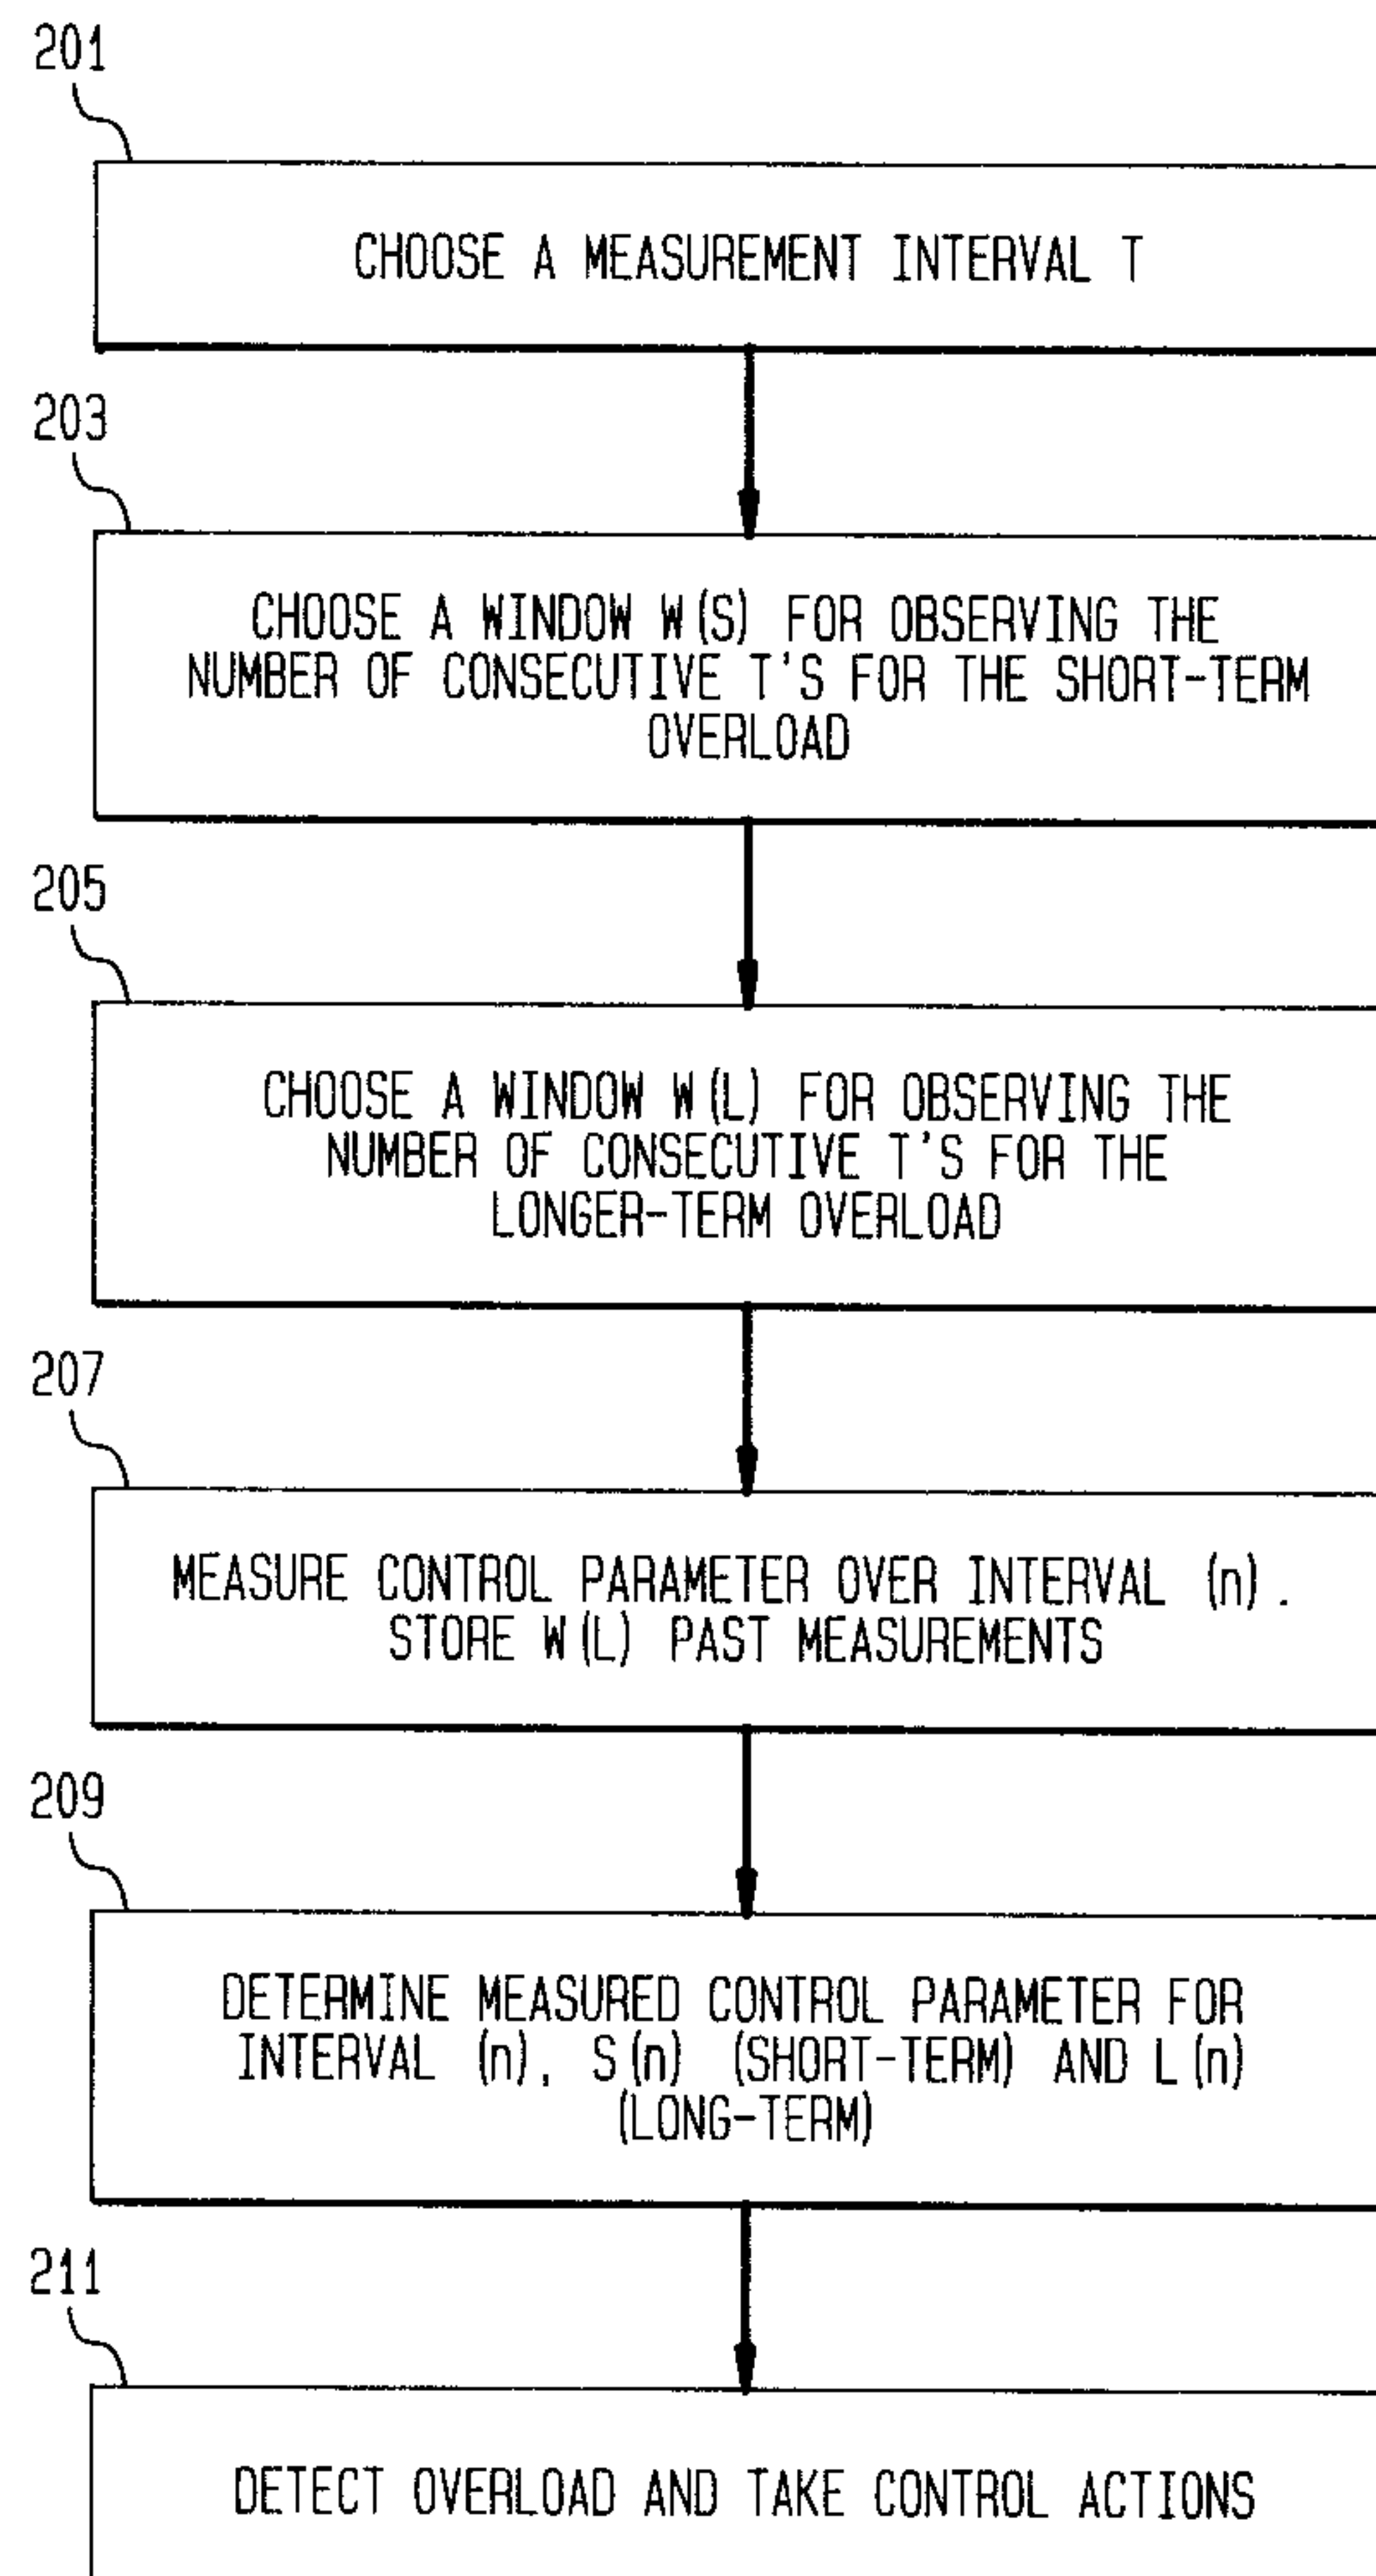 201
CHOOSE A MEASUREMENT INTERVAL T
203
CHOOSE A WINDOW W(S) FOR OBSERVING THE
NUMBER OF CONSECUTIVE T'S FOR THE SHORT-TERM
OVERLOAD
205
CHOOSE A WINDOW W(L) FOR OBSERVING THE
NUMBER OF CONSECUTIVE T'S FOR THE
LONGER-TERM OVERLOAD
207
MEASURE CONTROL PARAMETER OVER INTERVAL (n).
STORE W(L) PAST MEASUREMENTS
209
DETERMINE MEASURED CONTROL PARAMETER FOR
INTERVAL (n), S(n) (SHORT-TERM) AND L(n)
(LONG-TERM)
211
DETECT OVERLOAD AND TAKE CONTROL ACTIONS